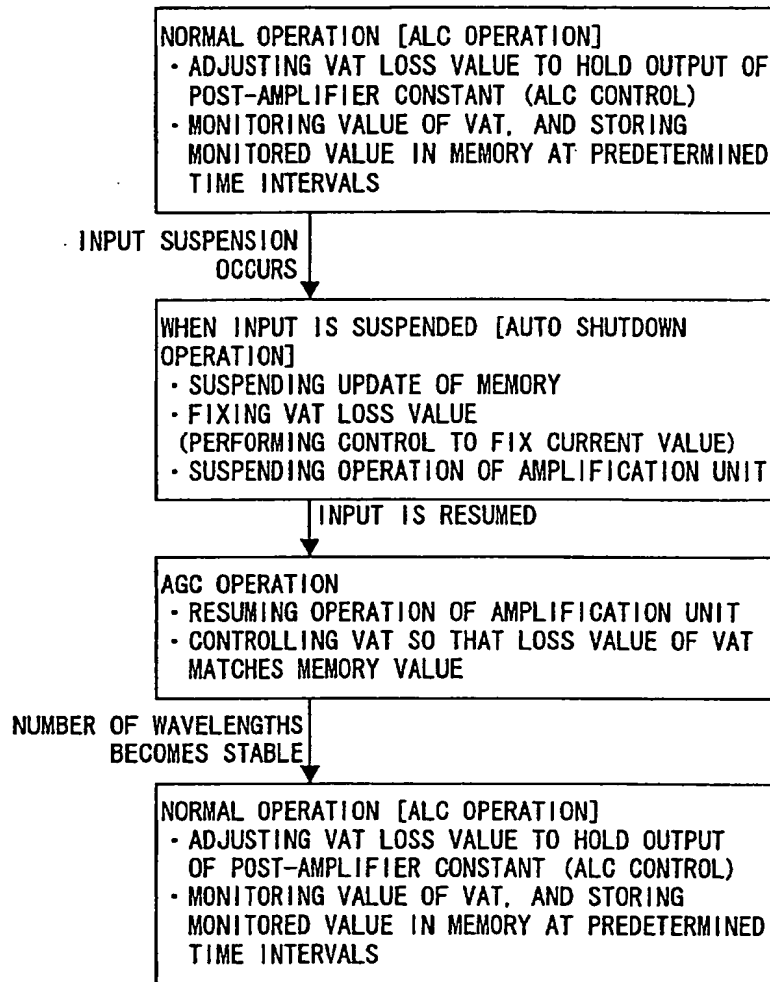 NORMAL OPERATION [ALC OPERATION]
· ADJUSTING VAT LOSS VALUE TO HOLD OUTPUT OF
POST-AMPLIFIER CONSTANT (ALC CONTROL)
· MONITORING VALUE OF VAT, AND STORING
MONITORED VALUE IN MEMORY AT PREDETERMINED
TIME INTERVALS
INPUT SUSPENSION
OCCURS
WHEN INPUT IS SUSPENDED [AUTO SHUTDOWN
OPERATION]
· SUSPENDING UPDATE OF MEMORY
· FIXING VAT LOSS VALUE
(PERFORMING CONTROL TO FIX CURRENT VALUE)
· SUSPENDING OPERATION OF AMPLIFICATION UNIT
INPUT IS RESUMED
AGC OPERATION
· RESUMING OPERATION OF AMPLIFICATION UNIT
· CONTROLLING VAT SO THAT LOSS VALUE OF VAT
MATCHES MEMORY VALUE
NUMBER OF WAVELENGTHS
BECOMES STABLE
NORMAL OPERATION [ALC OPERATION]
· ADJUSTING VAT LOSS VALUE TO HOLD OUTPUT
OF POST-AMPLIFIER CONSTANT (ALC CONTROL)
· MONITORING VALUE OF VAT, AND STORING
MONITORED VALUE IN MEMORY AT PREDETERMINED
TIME INTERVALS